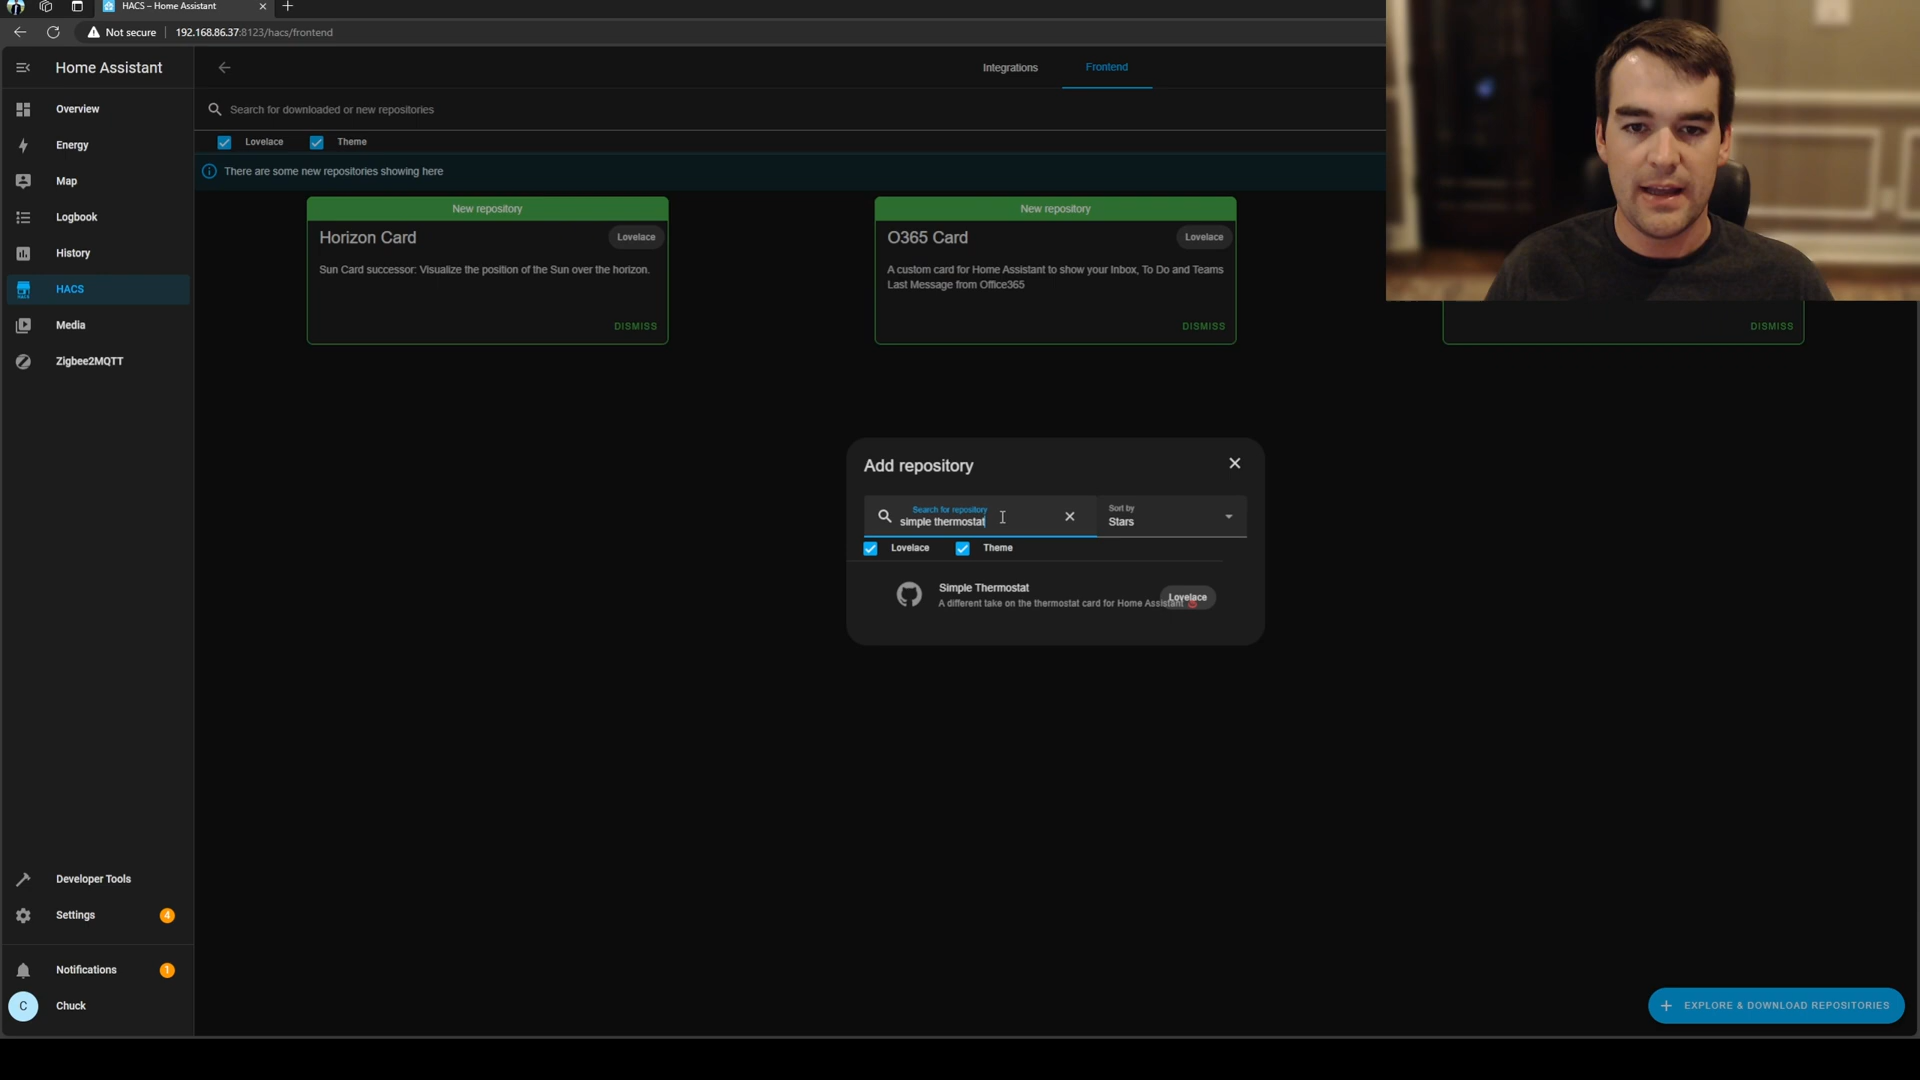 HACS – Home Assistant
Not secure
192.168.86.37:8123/hacs/frontend
Home Assistant
Integrations
Frontend
Overview
Search for downloaded or new repositories
Lovelace
Theme
Energy
There are some new repositories showing here
Map
Logbook
New repository
New repository
Horizon Card
Lovelace
O365 Card
Lovelace
History
Sun Card successor: Visualize the position of the Sun over the horizon.
A custom card for Home Assistant to show your Inbox, To Do and Teams
Last Message from Office365
HACS
HACS
Media
DISMISS
DISMISS
DISMISS
Zigbee2MQTT
Add repository
Search for repository
simple thermostat
Sort by
Stars
Lovelace
Theme
Simple Thermostat
A different take on the thermostat card for Home Assistant
Lovelace
Developer Tools
Settings
4
Notifications
1
C
Chuck
EXPLORE & DOWNLOAD REPOSITORIES